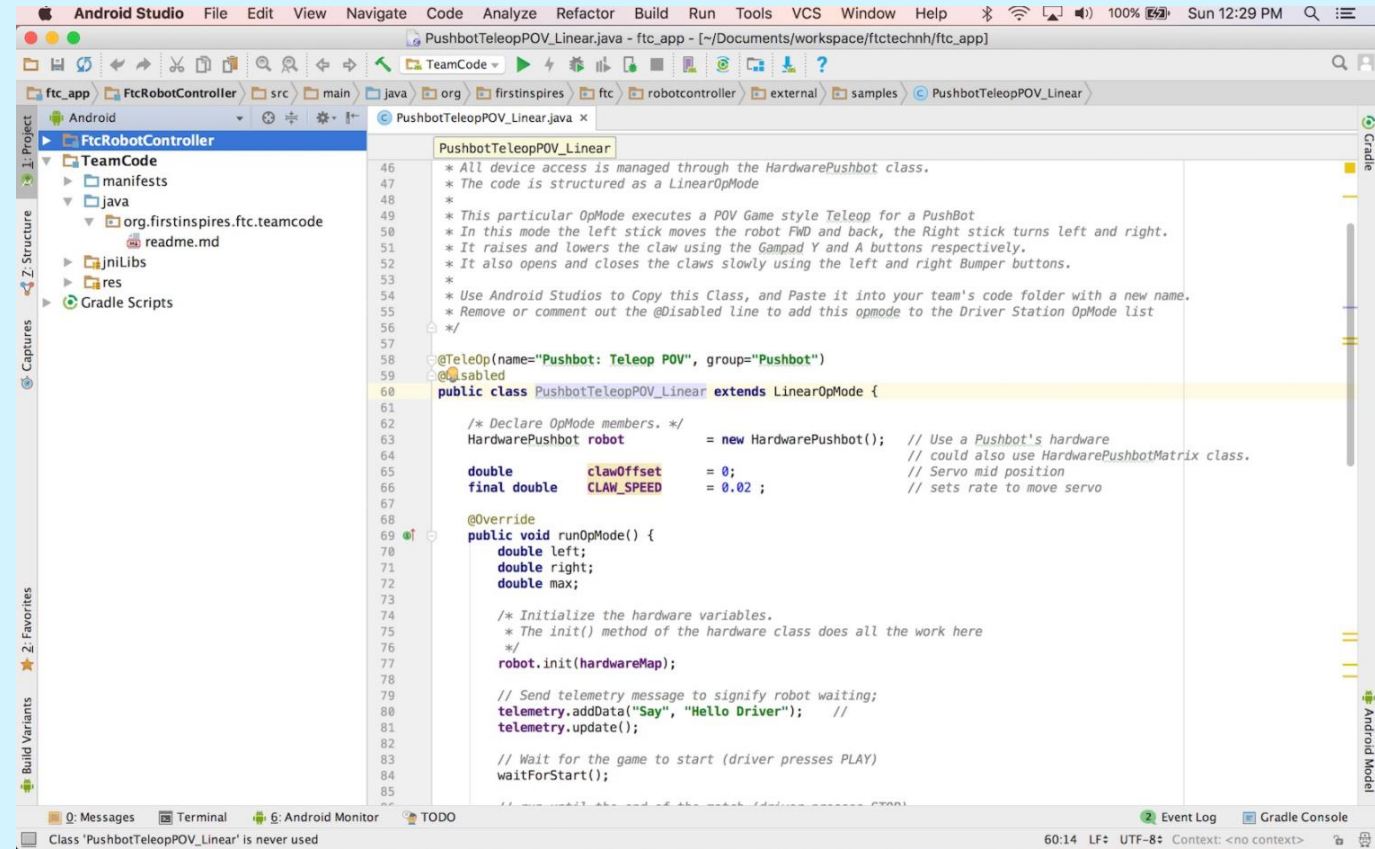 Android Studio File Edit View Navigate Code Analyze Refactor Build Run Tools VCS Window Help 100% Sun 12:29 PM
PushbotTeleopPOV_Linear.java - ftc_app - [~/Documents/workspace/ftctechnh/ftc_app]
TeamCode
ftc_app FtcRobotController src main java org firstinspires ftc robotcontroller external samples PushbotTeleopPOV_Linear
1: Project
Z: Structure
Captures
2: Favorites
Build Variants
Android
FtcRobotController
TeamCode
manifests
java
org.firstinspires.ftc.teamcode
readme.md
jniLibs
res
Gradle Scripts
PushbotTeleopPOV_Linear.java
PushbotTeleopPOV_Linear
46 * All device access is managed through the HardwarePushbot class.
47 * The code is structured as a LinearOpMode
48 *
49 * This particular OpMode executes a POV Game style Teleop for a PushBot
50 * In this mode the left stick moves the robot FWD and back, the Right stick turns left and right.
51 * It raises and lowers the claw using the Gampad Y and A buttons respectively.
52 * It also opens and closes the claws slowly using the left and right Bumper buttons.
53 *
54 * Use Android Studios to Copy this Class, and Paste it into your team's code folder with a new name.
55 * Remove or comment out the @Disabled line to add this opmode to the Driver Station OpMode list
56 */
57
58 @TeleOp(name="Pushbot: Teleop POV", group="Pushbot")
59 @Disabled
60 public class PushbotTeleopPOV_Linear extends LinearOpMode {
61
62 /* Declare OpMode members. */
63 HardwarePushbot robot = new HardwarePushbot(); // Use a Pushbot's hardware
64 // could also use HardwarePushbotMatrix class.
65 double clawOffset = 0; // Servo mid position
66 final double CLAW_SPEED = 0.02 ; // sets rate to move servo
67
68 @Override
69 public void runOpMode() {
70 double left;
71 double right;
72 double max;
73
74 /* Initialize the hardware variables.
75 * The init() method of the hardware class does all the work here
76 */
77 robot.init(hardwareMap);
78
79 // Send telemetry message to signify robot waiting;
80 telemetry.addData("Say", "Hello Driver"); //
81 telemetry.update();
82
83 // Wait for the game to start (driver presses PLAY)
84 waitForStart();
85
Gradle
Android Model
0: Messages Terminal 6: Android Monitor TODO 2 Event Log Gradle Console
Class 'PushbotTeleopPOV_Linear' is never used 60:14 LF UTF-8 Context: <no context>